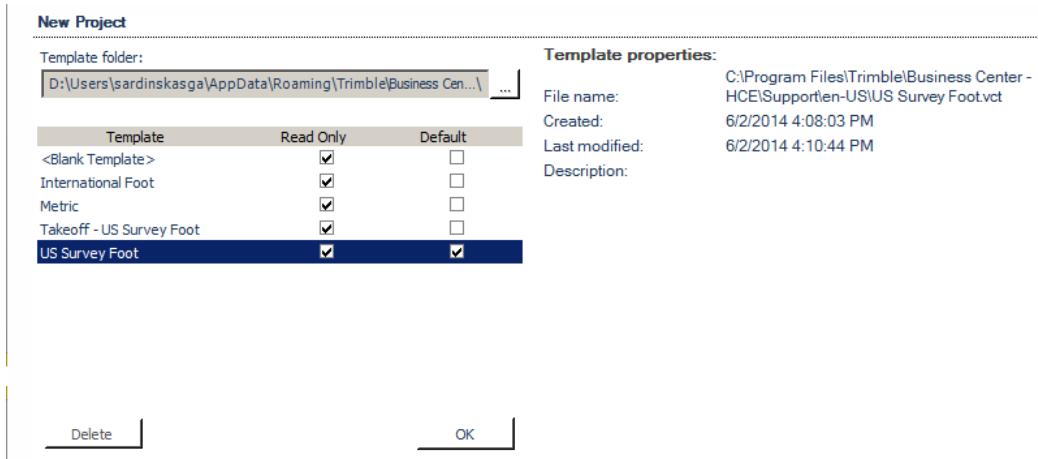 New Project
Template folder:
D:\Users\sardinskasga\AppData\Roaming\Trimble\Business Cen...\ ...
Template Read Only Default
<Blank Template>
International Foot
Metric
Takeoff - US Survey Foot
US Survey Foot
Delete OK
Template properties:
File name: C:\Program Files\Trimble\Business Center -
HCE\Support\en-US\US Survey Foot.vct
Created: 6/2/2014 4:08:03 PM
Last modified: 6/2/2014 4:10:44 PM
Description: